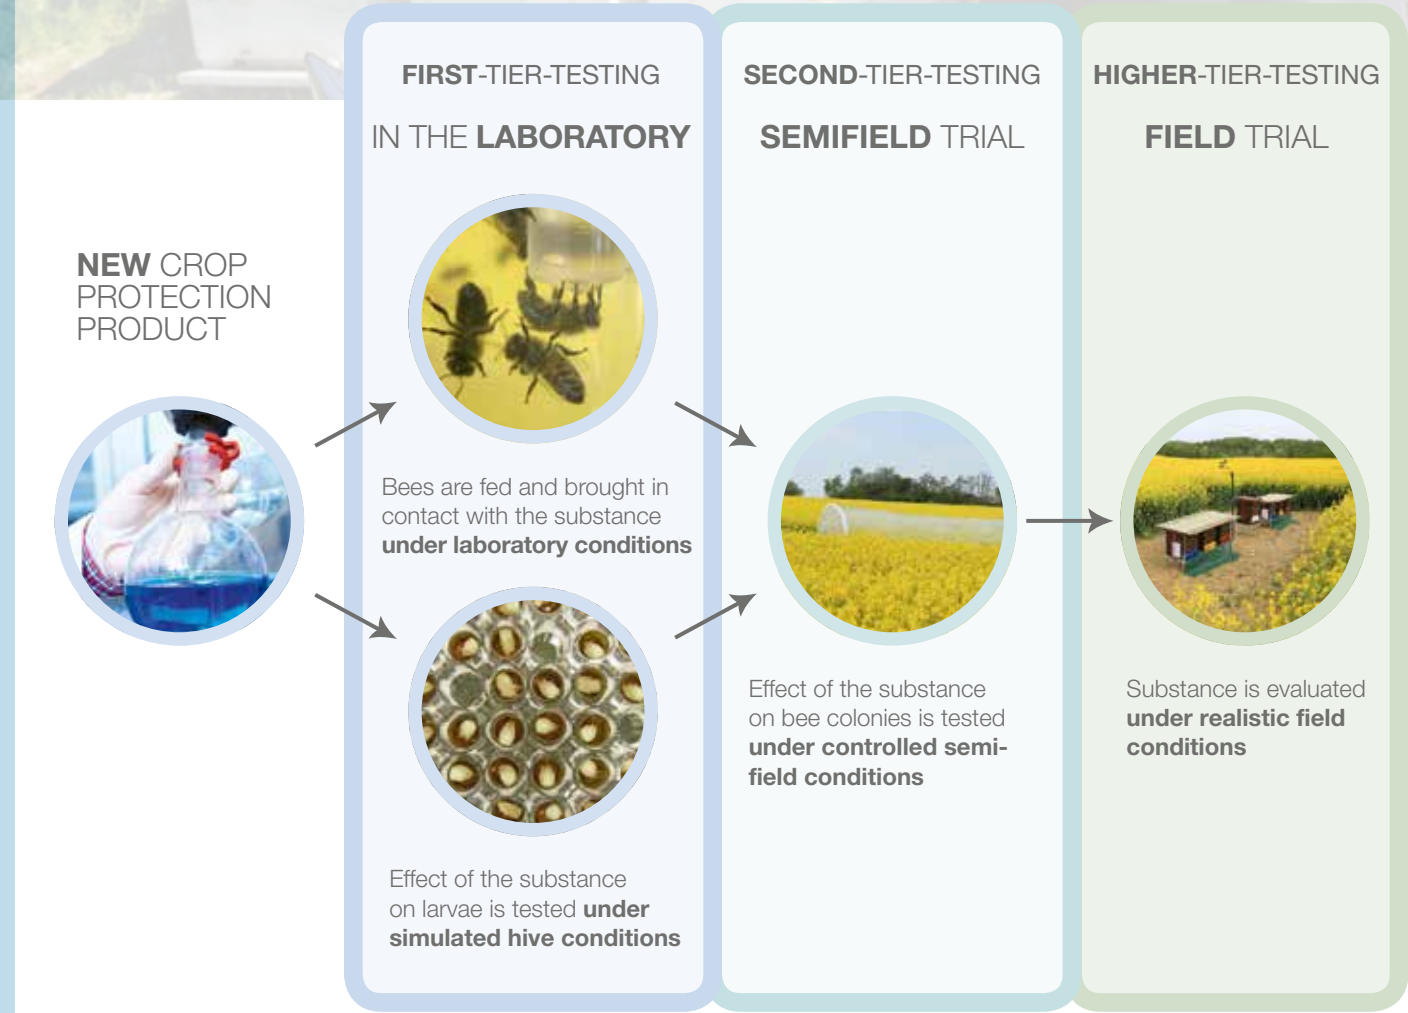 NEW CROP
PROTECTION
PRODUCT
FIRST-TIER-TESTING
IN THE LABORATORY
Bees are fed and brought in
contact with the substance
under laboratory conditions
Effect of the substance
on larvae is tested under
simulated hive conditions
SECOND-TIER-TESTING
SEMIFIELD TRIAL
Effect of the substance
on bee colonies is tested
under controlled semi-
field conditions
HIGHER-TIER-TESTING
FIELD TRIAL
Substance is evaluated
under realistic field
conditions